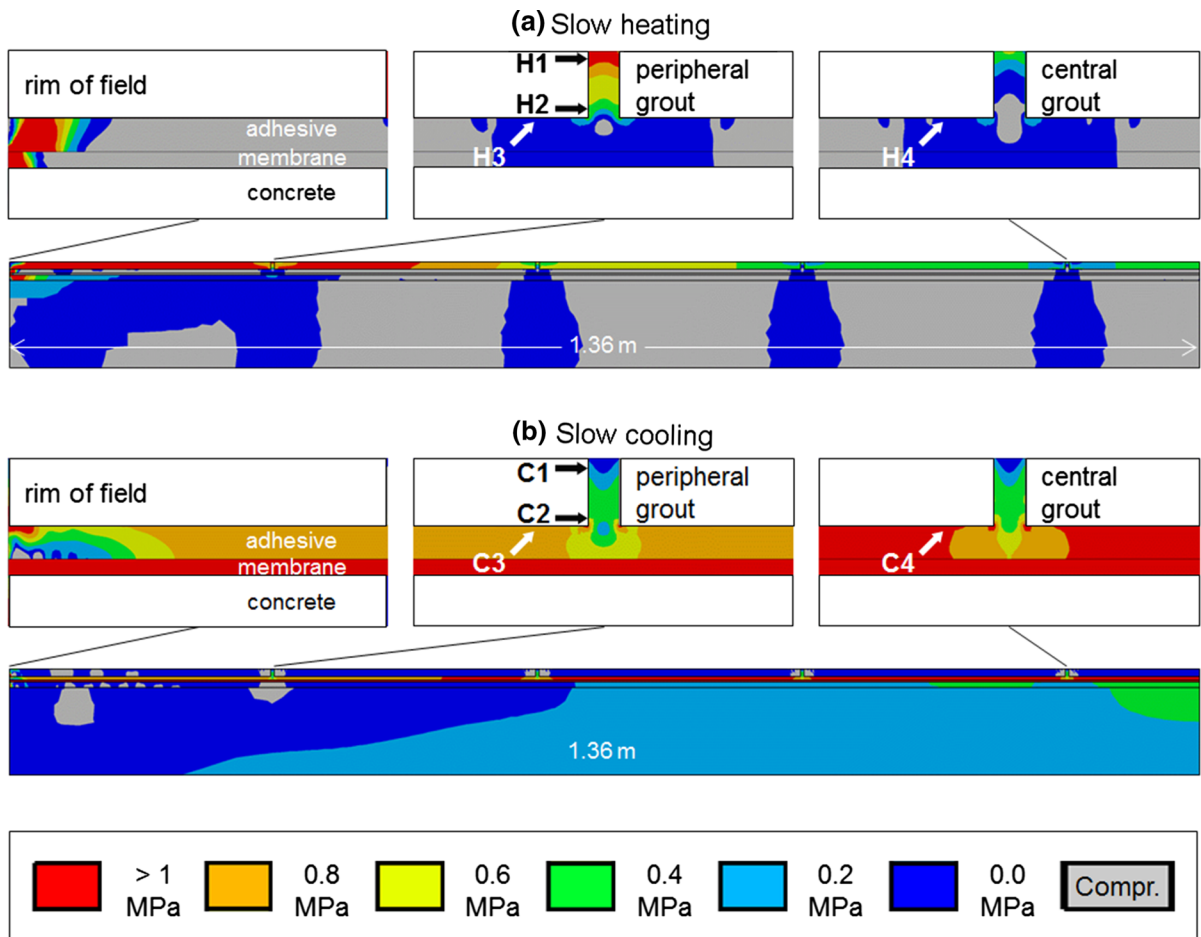 (a) Slow heating
rim of field
adhesive
membrane
concrete
H1
H2
H3
peripheral
grout
H4
central
grout
1.36 m
(b) Slow cooling
rim of field
adhesive
membrane
concrete
C1
C2
C3
peripheral
grout
C4
central
grout
1.36 m
> 1
MPa
0.8
MPa
0.6
MPa
0.4
MPa
0.2
MPa
0.0
MPa
Compr.